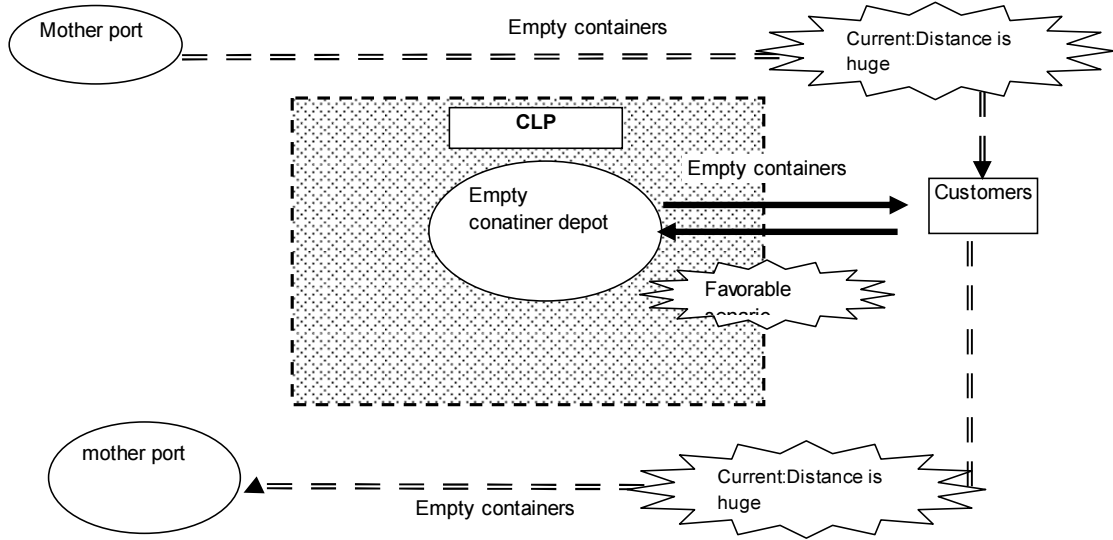 Mother port
Empty containers
Current:Distance is
huge
CLP
Empty
conatiner depot
Empty containers
Customers
Favorable
mother port
Empty containers
Current:Distance is
huge